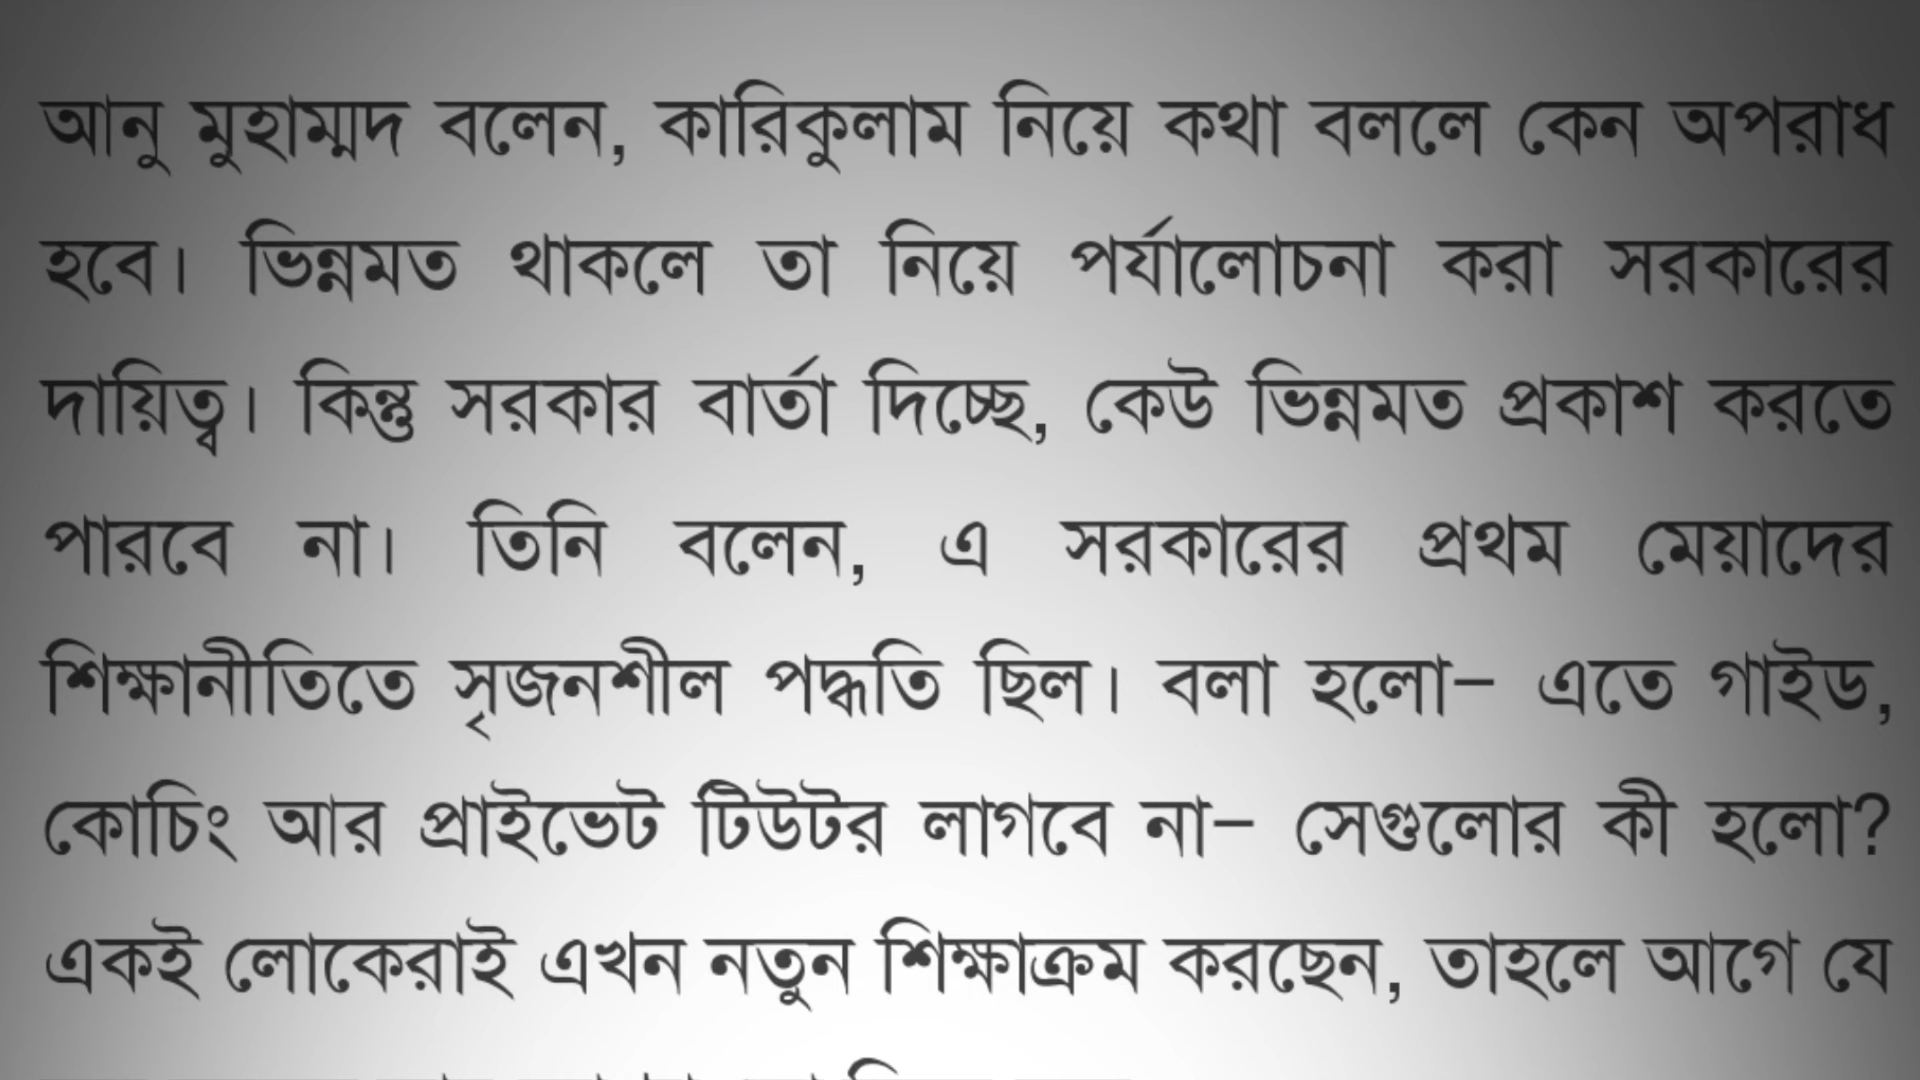 আনু মুহাম্মদ বলেন, কারিকুলাম নিয়ে কথা বললে কেন অপরাধ
হবে। ভিন্নমত থাকলে তা নিয়ে পর্যালোচনা করা সরকারের
দায়িত্ব। কিন্তু সরকার বার্তা দিচ্ছে, কেউ ভিন্নমত প্রকাশ করতে
পারবে না। তিনি বলেন, এ সরকারের প্রথম মেয়াদের
শিক্ষানীতিতে সৃজনশীল পদ্ধতি ছিল। বলা হলো– এতে গাইড,
কোচিং আর প্রাইভেট টিউটর লাগবে না– সেগুলোর কী হলো?
একই লোকেরাই এখন নতুন শিক্ষাক্রম করছেন, তাহলে আগে যে